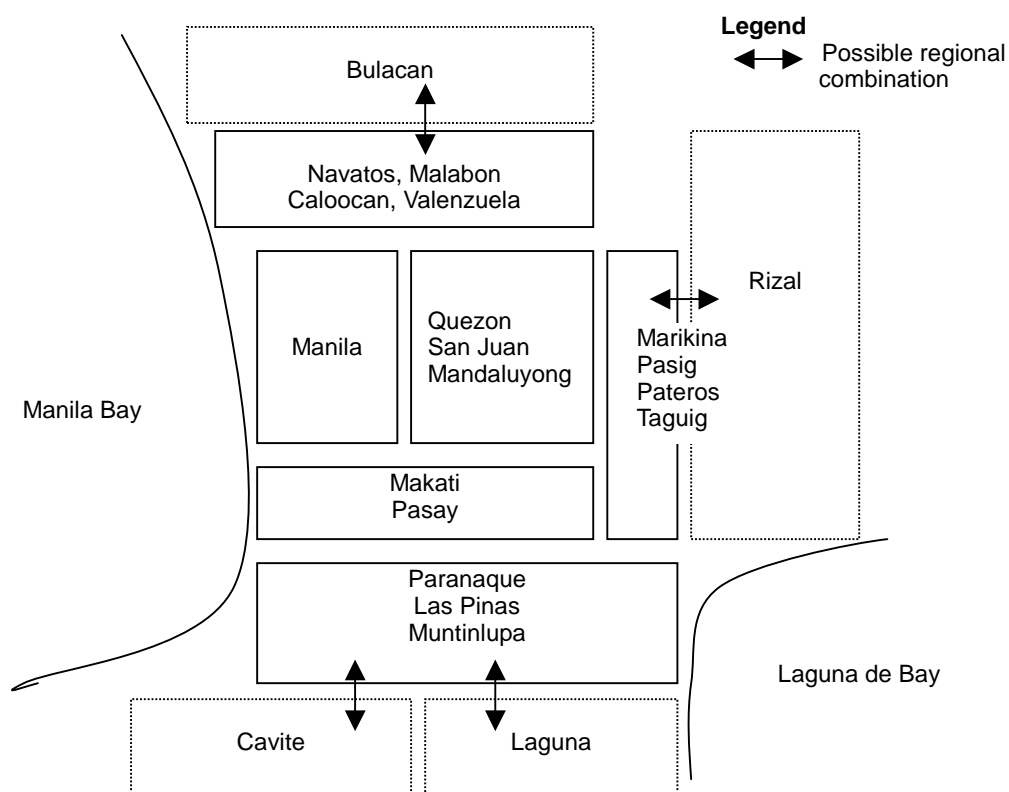 Legend
Possible regional
combination
Bulacan
Navatos, Malabon
Caloocan, Valenzuela
Rizal
Manila
Quezon
San Juan
Mandaluyong
Marikina
Pasig
Pateros
Taguig
Manila Bay
Makati
Pasay
Paranaque
Las Pinas
Muntinlupa
Laguna de Bay
Cavite
Laguna